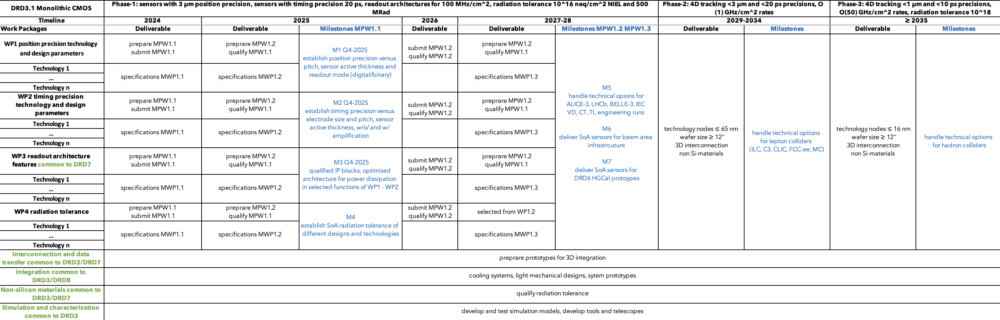 DRD3.1 Monolithic CMOS
Phase-1: sensors with 3 µm position precision, sensors with timing precision 20 ps, readout architectures for 100 MHz/cm^2, radiation tolerance 10^16 neq/cm^2 NIEL and 500
MRad
Phase-2: 4D tracking <3 µm and <20 ps precisions, O
(1) GHz/cm^2 rates
Phase-3: 4D tracking <1 µm and <10 ps precisions,
O(50) GHz/cm^2 rates, radiation tolerance 10^18
Timeline
2024
2025
2026
2027-28
2029-2034
≳ 2035
Work Packages
Deliverable
Deliverable
Milestones MPW1.1
Deliverable
Deliverable
Milestones MPW1.2 MPW1.3
Deliverable
Milestones
Deliverable
Milestones
WP1 position precision technology
and design parameters
prepare MPW1.1
submit MPW1.1
preprare MPW1.2
qualify MPW1.1
M1 Q4-2025
establish position precision versus
pitch, sensor active thickness and
readout mode (digital/binary)
submit MPW1.2
qualify MPW1.2
preprare MPW1.2
qualify MPW1.1
Technology 1
...
Technology n
specifications MWP1.1
specifications MWP1.2
specifications MWP1.3
WP2 timing precision
technology and design
parameters
prepare MPW1.1
submit MPW1.1
preprare MPW1.2
qualify MPW1.1
M2 Q4-2025
establish timing precision versus
electrode size and pitch, sensor
active thickness, w/o/ and w/
amplification
submit MPW1.2
qualify MPW1.2
preprare MPW1.2
qualify MPW1.1
Technology 1
...
Technology n
specifications MWP1.1
specifications MWP1.2
specifications MWP1.3
WP3 readout architecture
features common to DRD7
prepare MPW1.1
submit MPW1.1
preprare MPW1.2
qualify MPW1.1
M3 Q4-2025
qualified IP blocks, optimised
architecture for power dissipation
in selected functions of WP1 - WP2
submit MPW1.2
qualify MPW1.2
preprare MPW1.2
qualify MPW1.1
Technology 1
...
Technology n
specifications MWP1.1
specifications MWP1.2
specifications MWP1.3
WP4 radiation tolerance
prepare MPW1.1
submit MPW1.1
preprare MPW1.2
qualify MPW1.1
M4
establish SoA radiation tolerance of
different designs and technologies
submit MPW1.2
qualify MPW1.2
selected from WP1.2
Technology 1
...
Technology n
specifications MWP1.1
specifications MWP1.2
specifications MWP1.3
M5
handle technical opions for
ALICE-3, LHCb, BELLE-3, IEC
VD, CT, TL engineering runs
M6
deliver SoA sensors for beam area
infrastrcuture
M7
deliver SoA sensors for
DRD6 HGCal protoypes
technology nodes ≲ 65 nm
wafer size ≳ 12''
3D interconnection
non Si-materials
handle technical options
for lepton colliders
(ILC, C3, CLIC, FCC-ee, MC)
technology nodes ≲ 16 nm
wafer size ≳ 12''
3D interconnection
non Si-materials
handle technical options
for hadron colliders
Interconnection and data
transfer common to DRD3/DRD7
preprare prototypes for 3D integration
Integration common to
DRD3/DRD8
cooling systems, light mechanical designs, sytem prototypes
Non-silicon materials common to
DRD3/DRD7
qualify radiation tolerance
Simulation and characterization
common to DRD3
develop and test simulation models, develop tools and telescopes